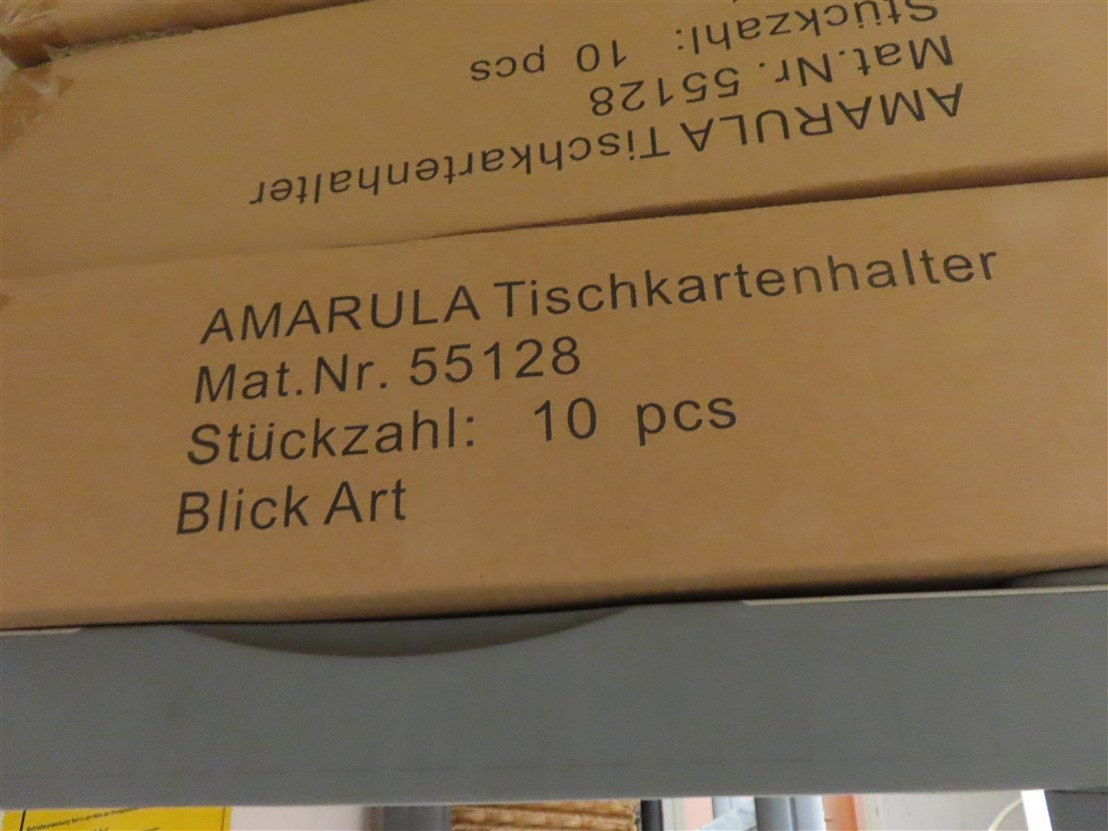 Stückzahl: 10 pcs
Mat.Nr. 55128
AMARULA Tischkartenhalter
AMARULA Tischkartenhalter
Mat.Nr. 55128
Stückzahl: 10 pcs
Blick Art